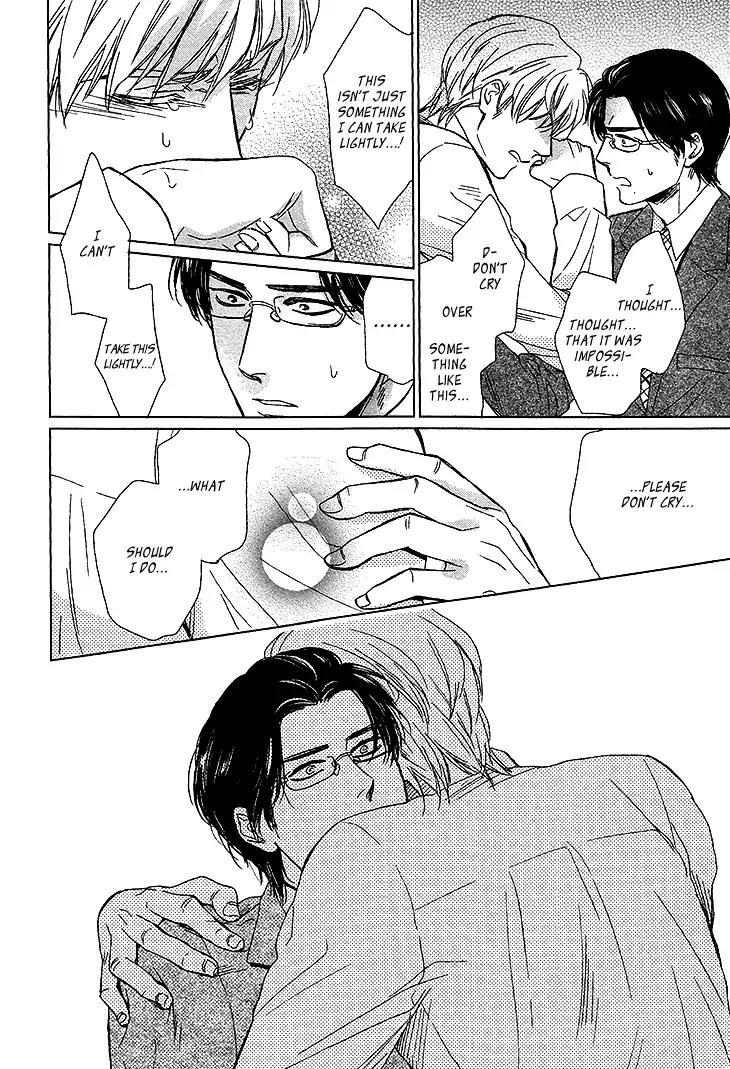 I
THOUGHT...
THOUGHT...
THAT IT WAS
IMPOSSI-
BLE...
D-
DON'T
CRY
OVER
SOME-
THING
LIKE
THIS...
THIS
ISN'T JUST
SOMETHING
I CAN TAKE
LIGHTLY...!
.......
I
CAN'T
TAKE THIS
LIGHTLY...!
...PLEASE
DON'T CRY...
...WHAT
SHOULD
I DO...